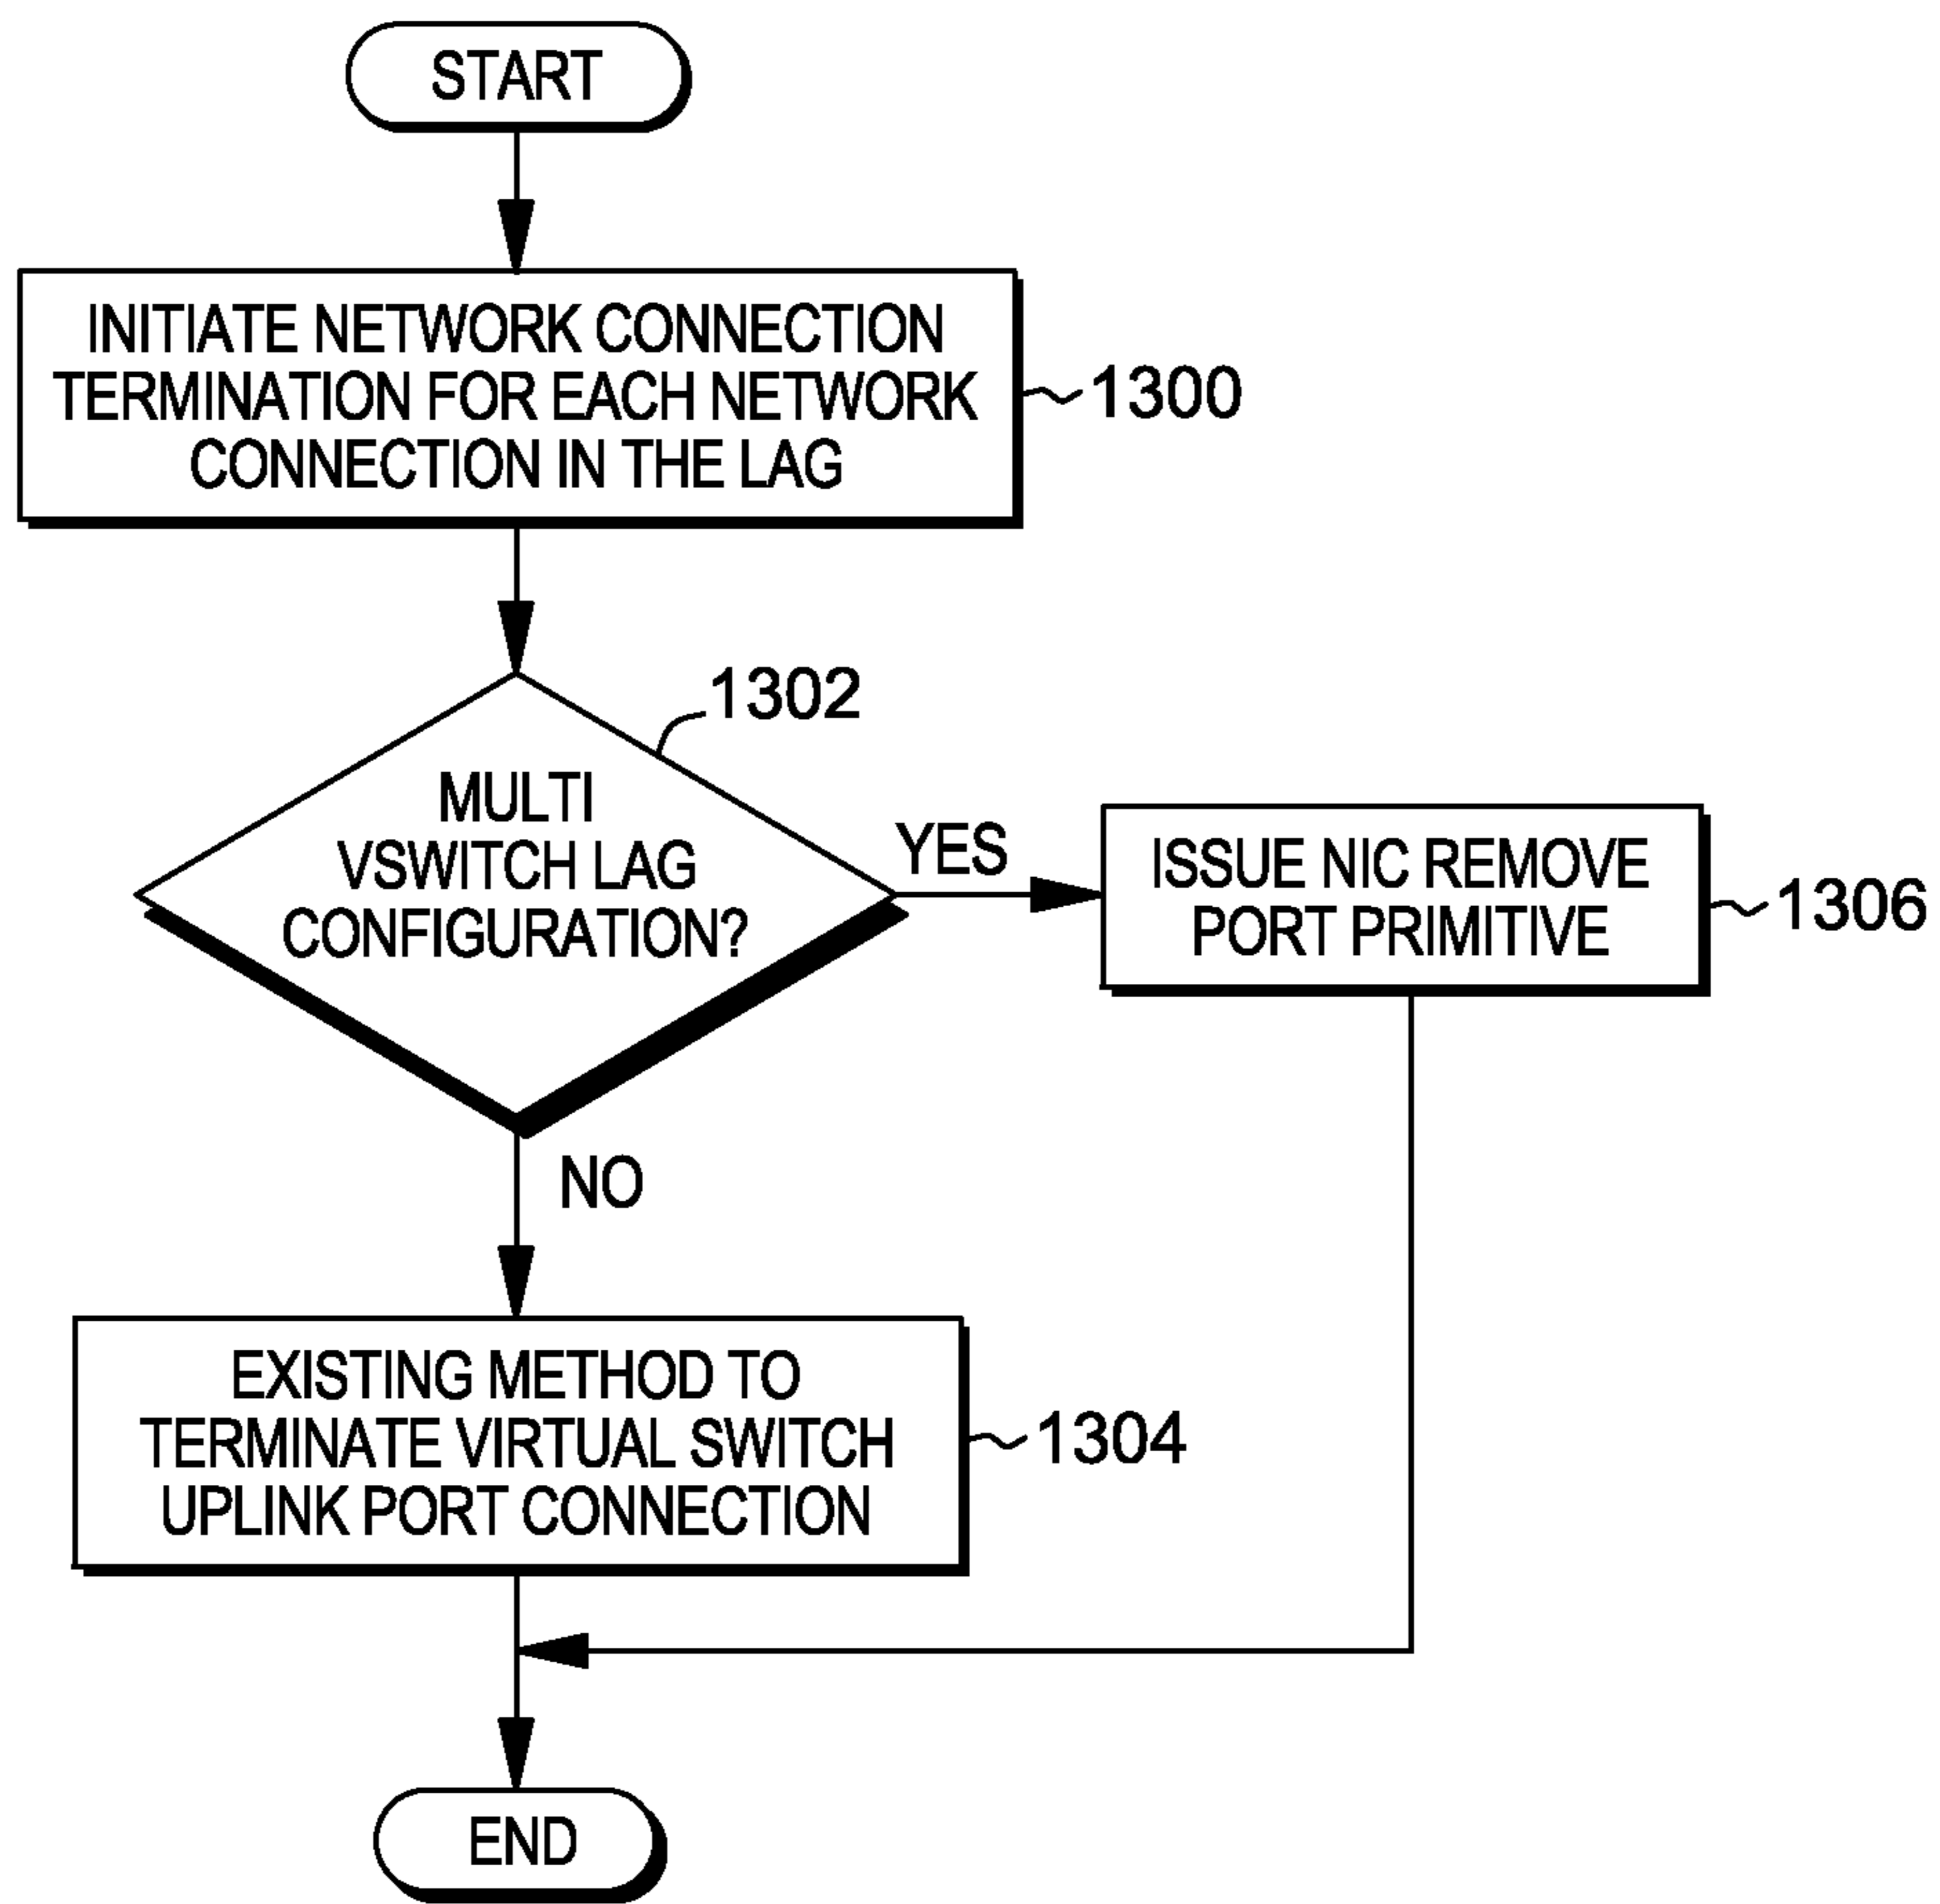 START
INITIATE NETWORK CONNECTION
TERMINATION FOR EACH NETWORK
CONNECTION IN THE LAG
1300
1302
MULTI
VSWITCH LAG
CONFIGURATION?
YES
ISSUE NIC REMOVE
PORT PRIMITIVE
1306
NO
EXISTING METHOD TO
TERMINATE VIRTUAL SWITCH
UPLINK PORT CONNECTION
1304
END